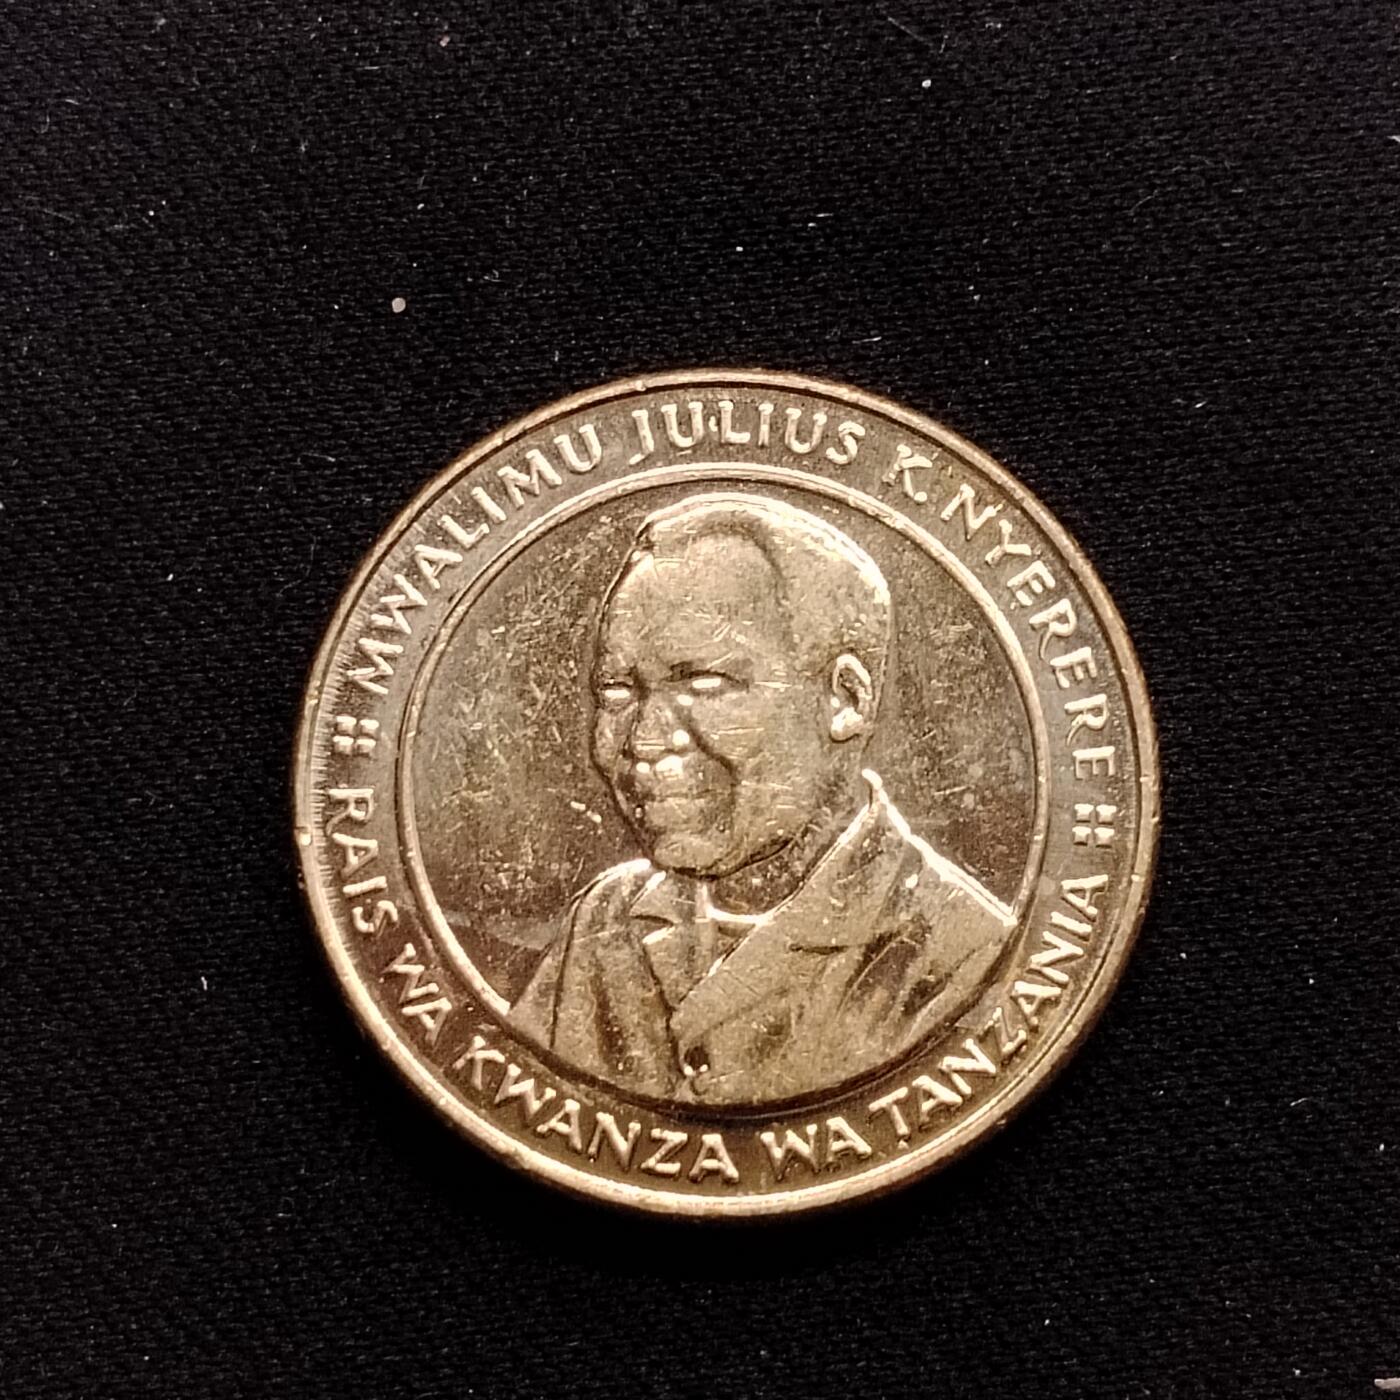 MWALIMU JULIUS K. NYERERE
RAIS WA KWANZA WA TANZANIA